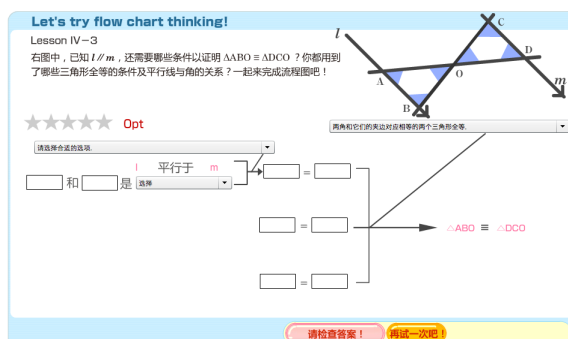 Let's try flow chart thinking!
Lesson Ⅳ－3
右图中，已知 l // m，还需要哪些条件以证明 ΔABO ≡ ΔDCO ？你都用到
了哪些三角形全等的条件及平行线与角的关系？一起来完成流程图吧！
l
C
D
A
O
B
m
Opt
两角和它们的夹边对应相等的两个三角形全等.
请选择合适的选项.
l 平行于 m
和 是 选择
=
=
△ABO ≡ △DCO
=
请检查答案！ 再试一次吧！